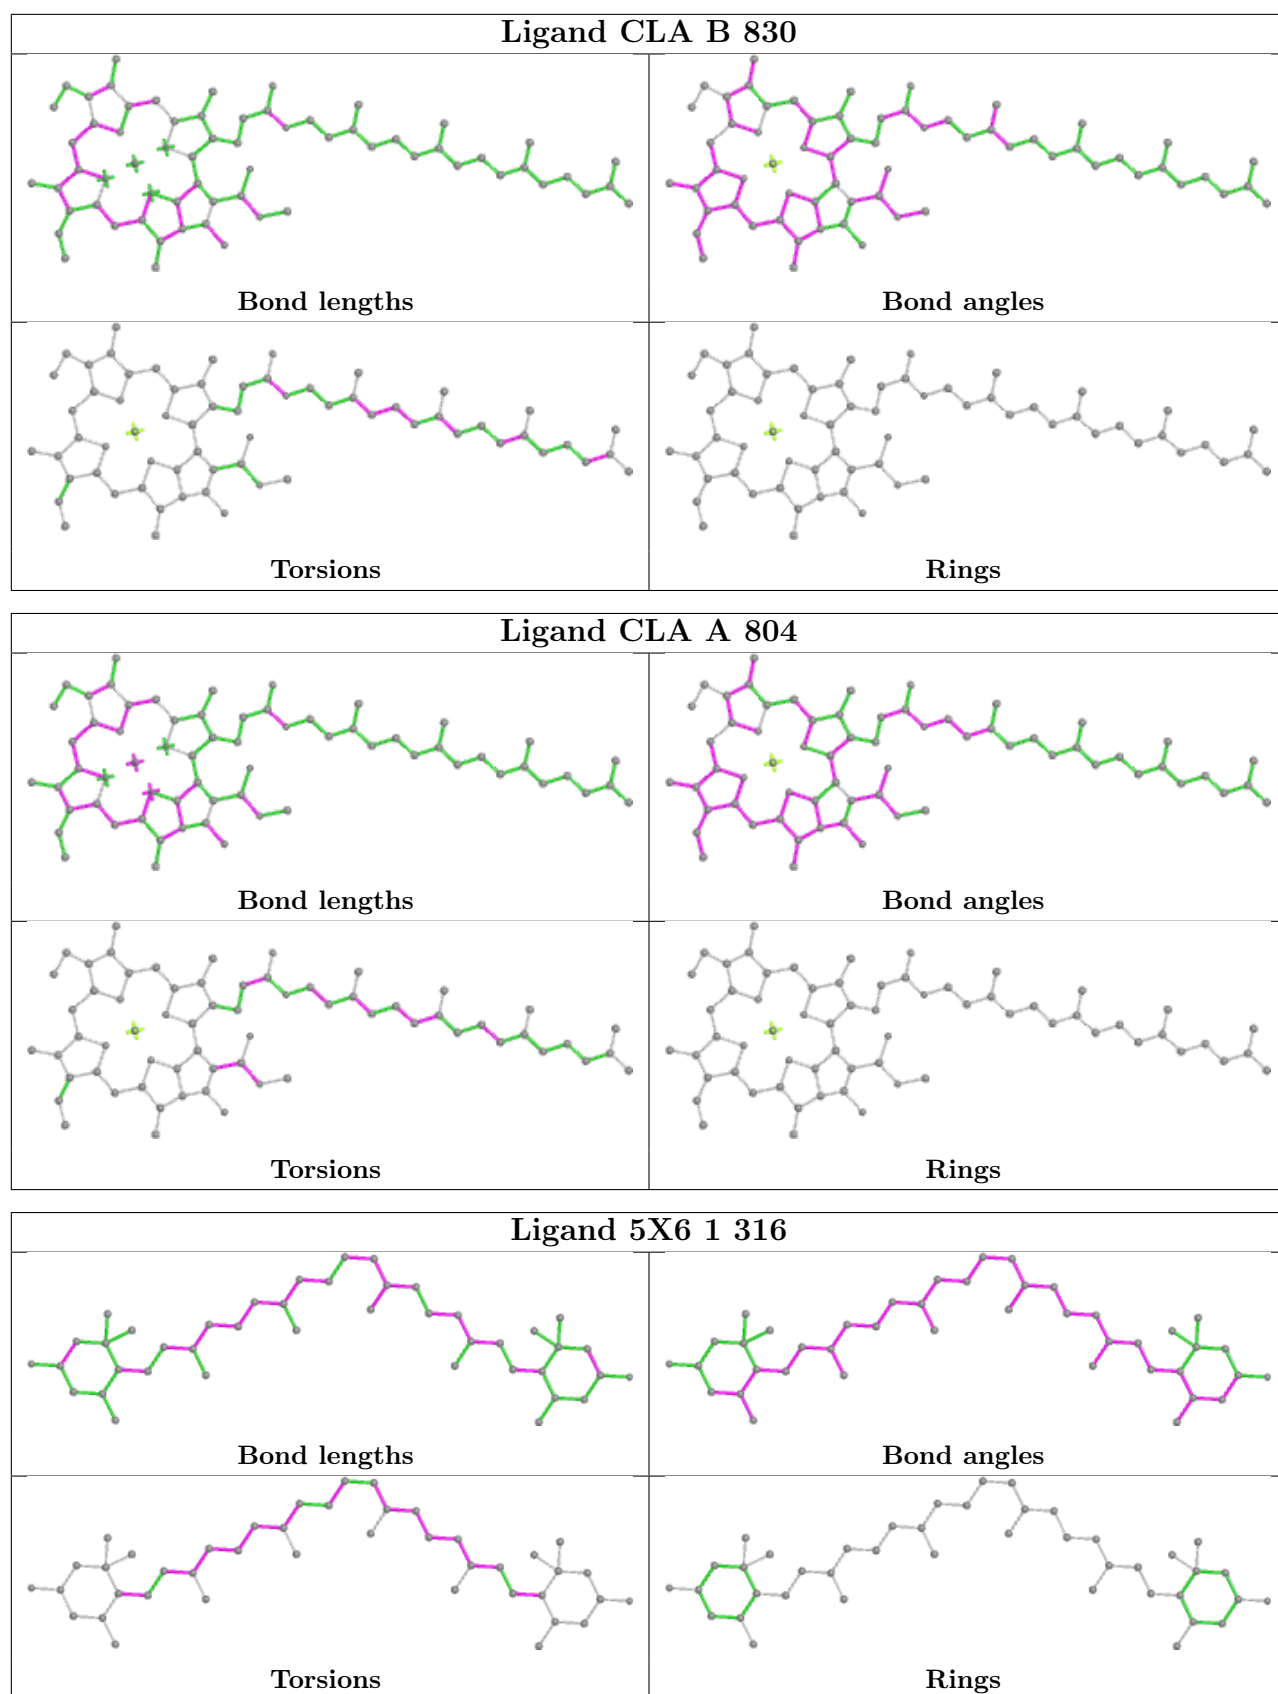 Ligand CLA B 830
Bond lengths
Bond angles
Torsions
Rings
Ligand CLA A 804
Bond lengths
Bond angles
Torsions
Rings
Ligand 5X6 1 316
Bond lengths
Bond angles
Torsions
Rings